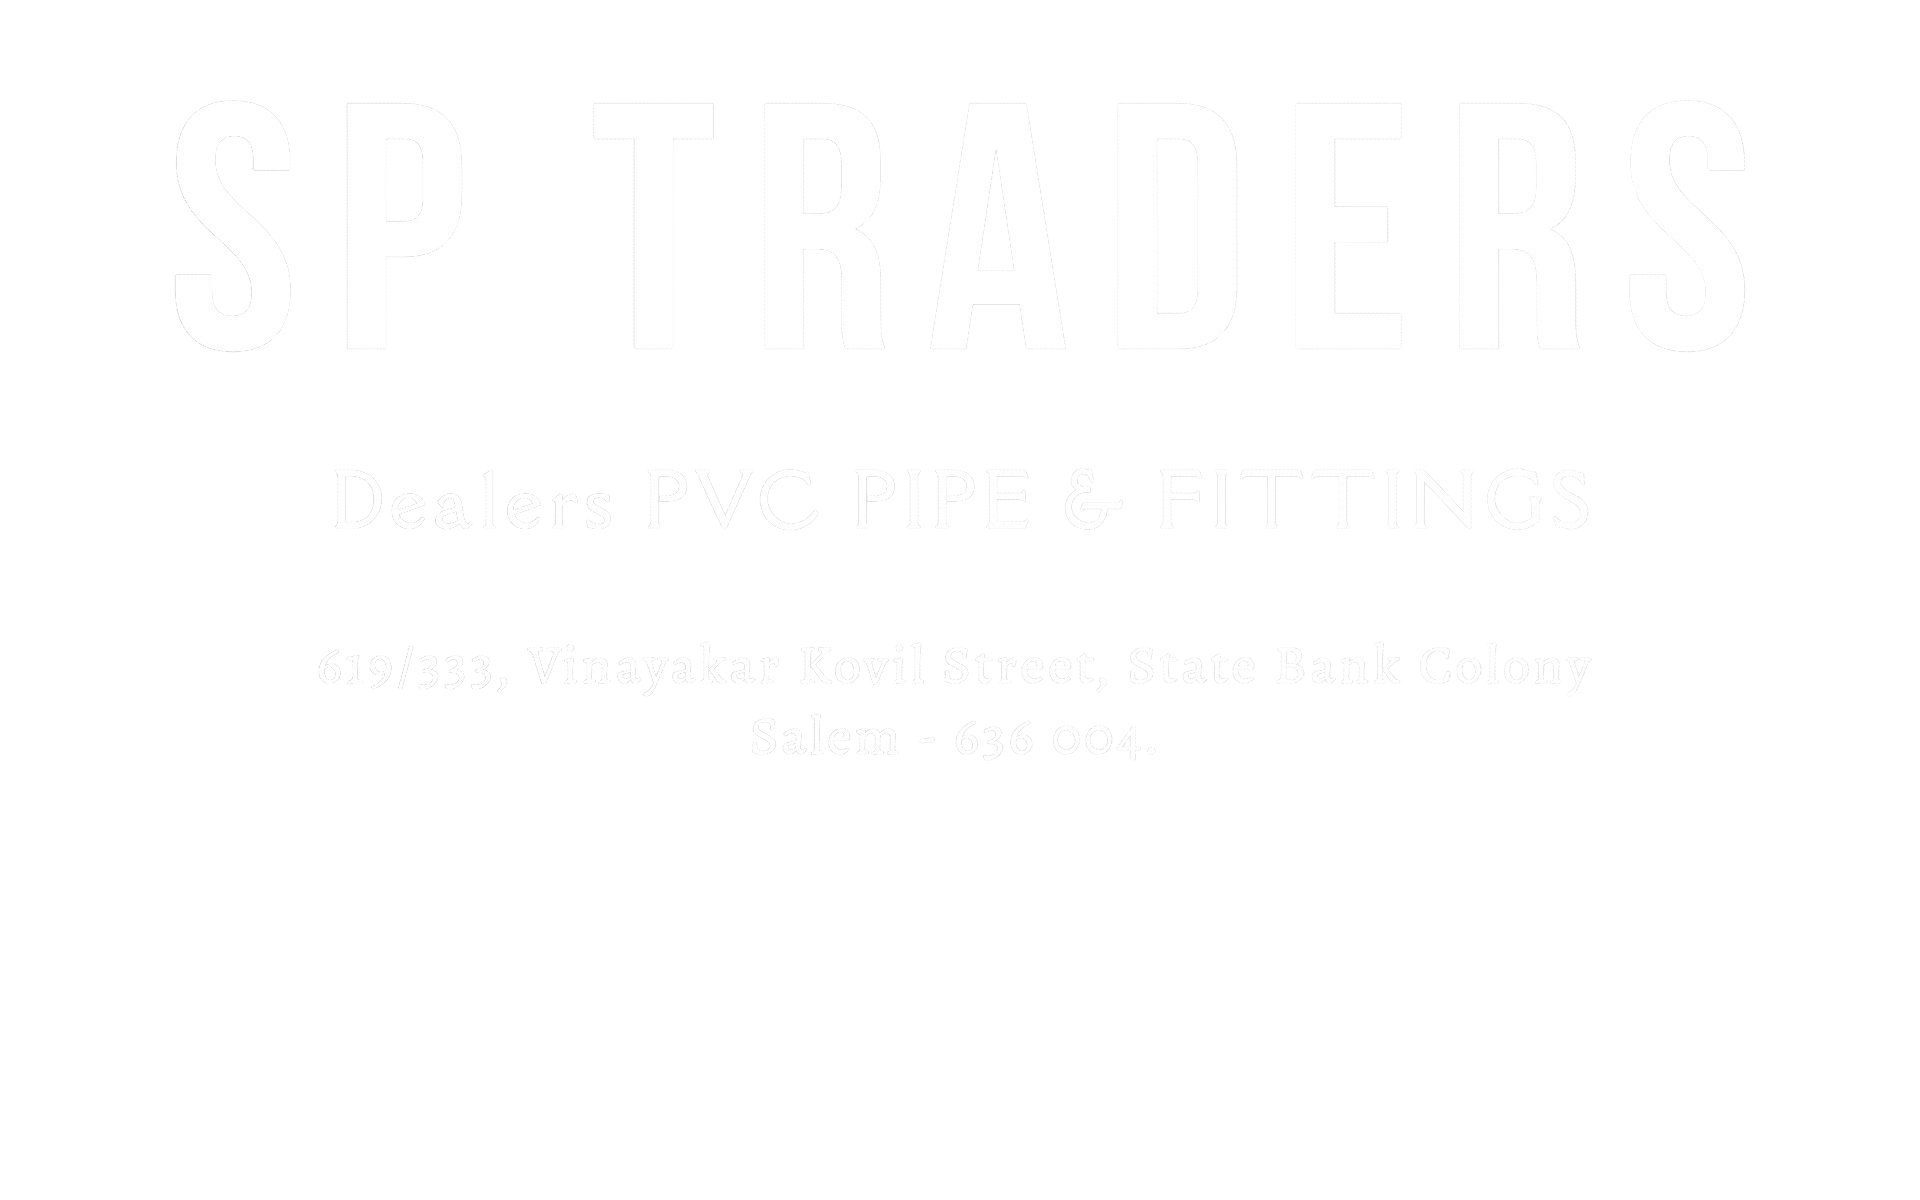 SP TRADERS
Dealers PVC PIPE & FITTINGS
619/333, Vinayakar Kovil Street, State Bank Colony
Salem - 636 004.